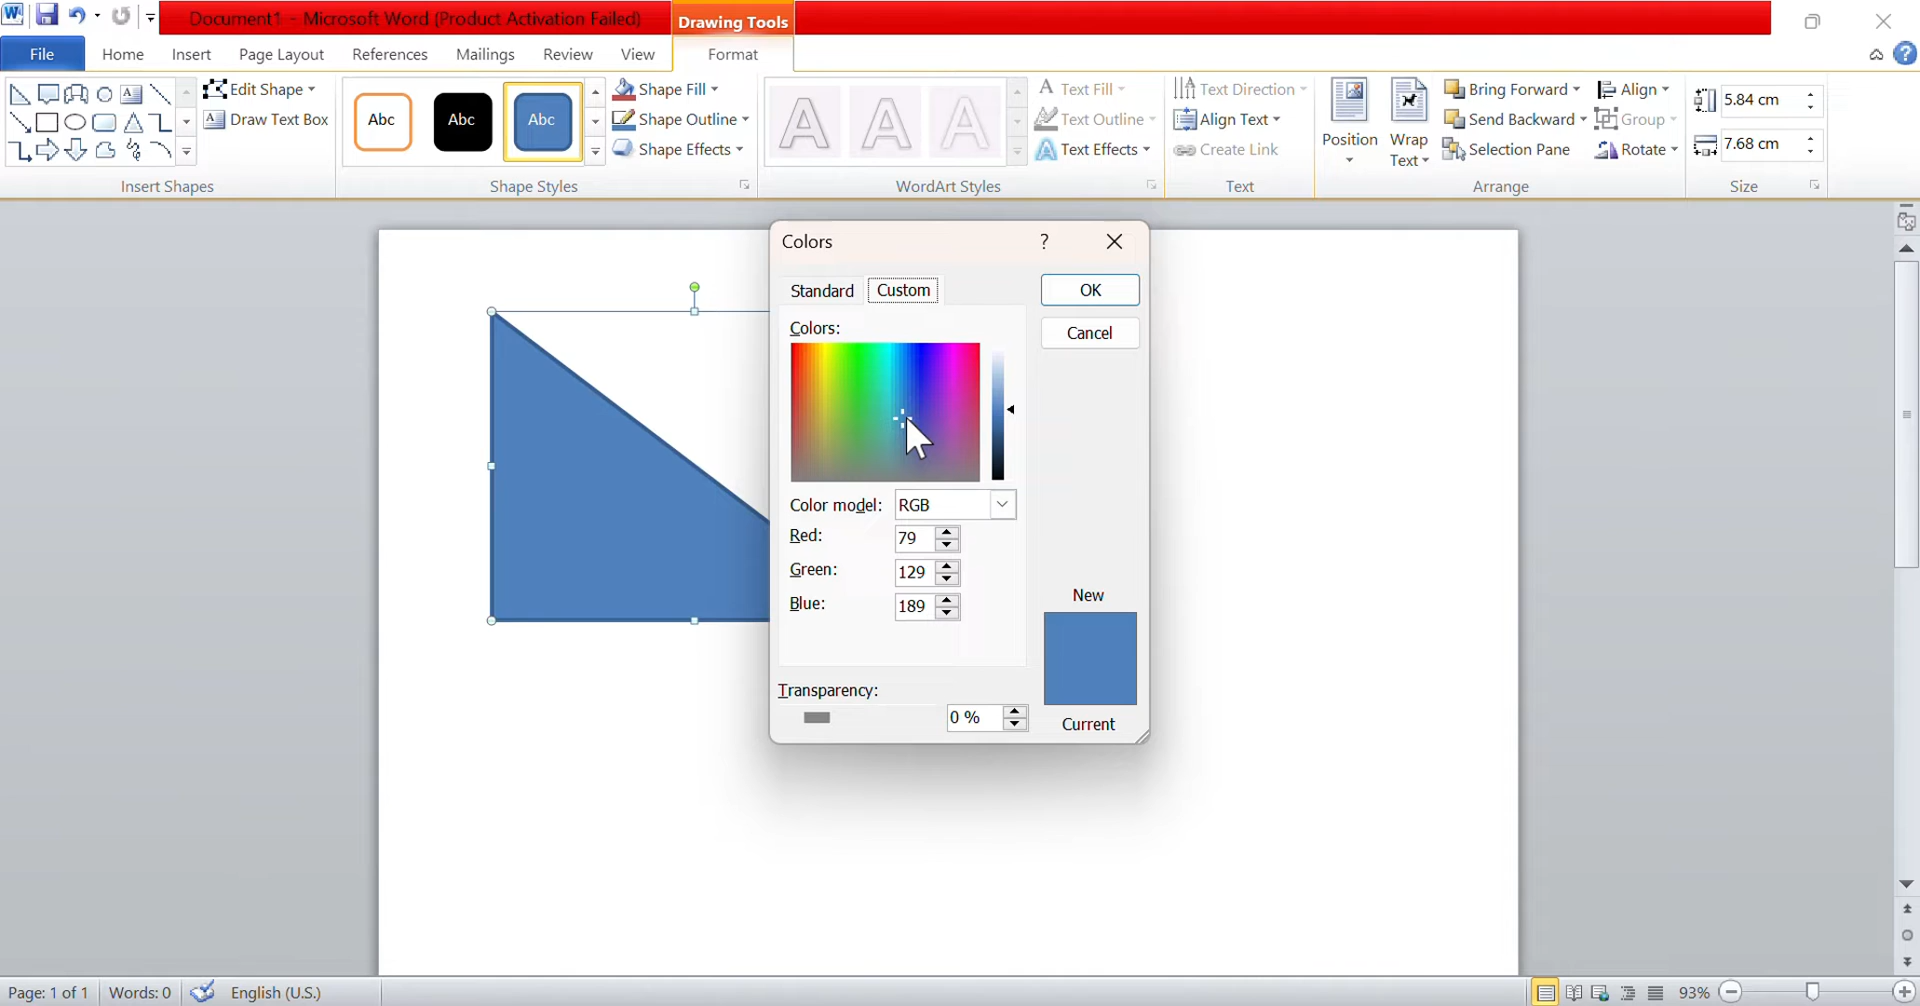 Document1 - Microsoft Word (Product Activation Failed)
Drawing Tools
File
Home
Insert
Page Layout
References
Mailings
Review
View
Format
Edit Shape
Draw Text Box
Insert Shapes
Abc
Abc
Abc
Shape Fill
Shape Outline
Shape Effects
Shape Styles
A
A
A
Text Fill
Text Outline
Text Effects
WordArt Styles
Text Direction
Align Text
Create Link
Text
Position
Wrap
Text
Bring Forward
Send Backward
Selection Pane
Align
Group
Rotate
Arrange
5.84 cm
7.68 cm
Size
Colors
?
Standard
Custom
OK
Cancel
Colors:
Color model: RGB
Red: 79
Green: 129
Blue: 189
New
Current
Transparency:
0 %
Page: 1 of 1
Words: 0
English (U.S.)
93%